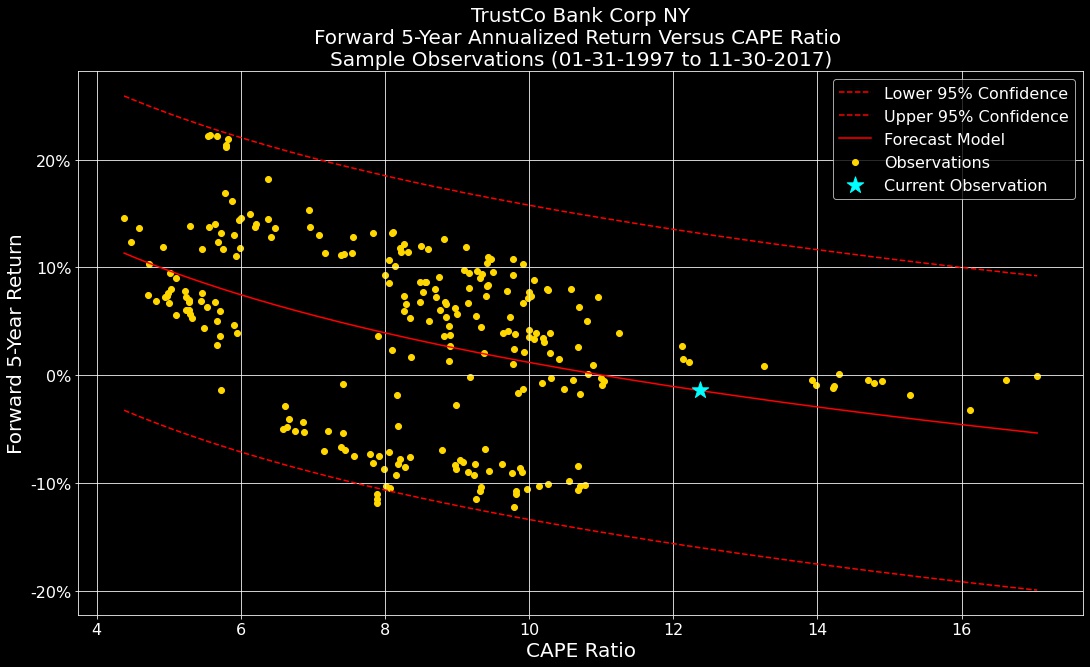 TrustCo Bank Corp NY
Forward 5-Year Annualized Return Versus CAPE Ratio
Sample Observations (01-31-1997 to 11-30-2017)
Lower 95% Confidence
Upper 95% Confidence
Forecast Model
Observations
Current Observation
Forward 5-Year Return
20%
10%
0%
-10%
-20%
4 6 8 10 12 14 16
CAPE Ratio